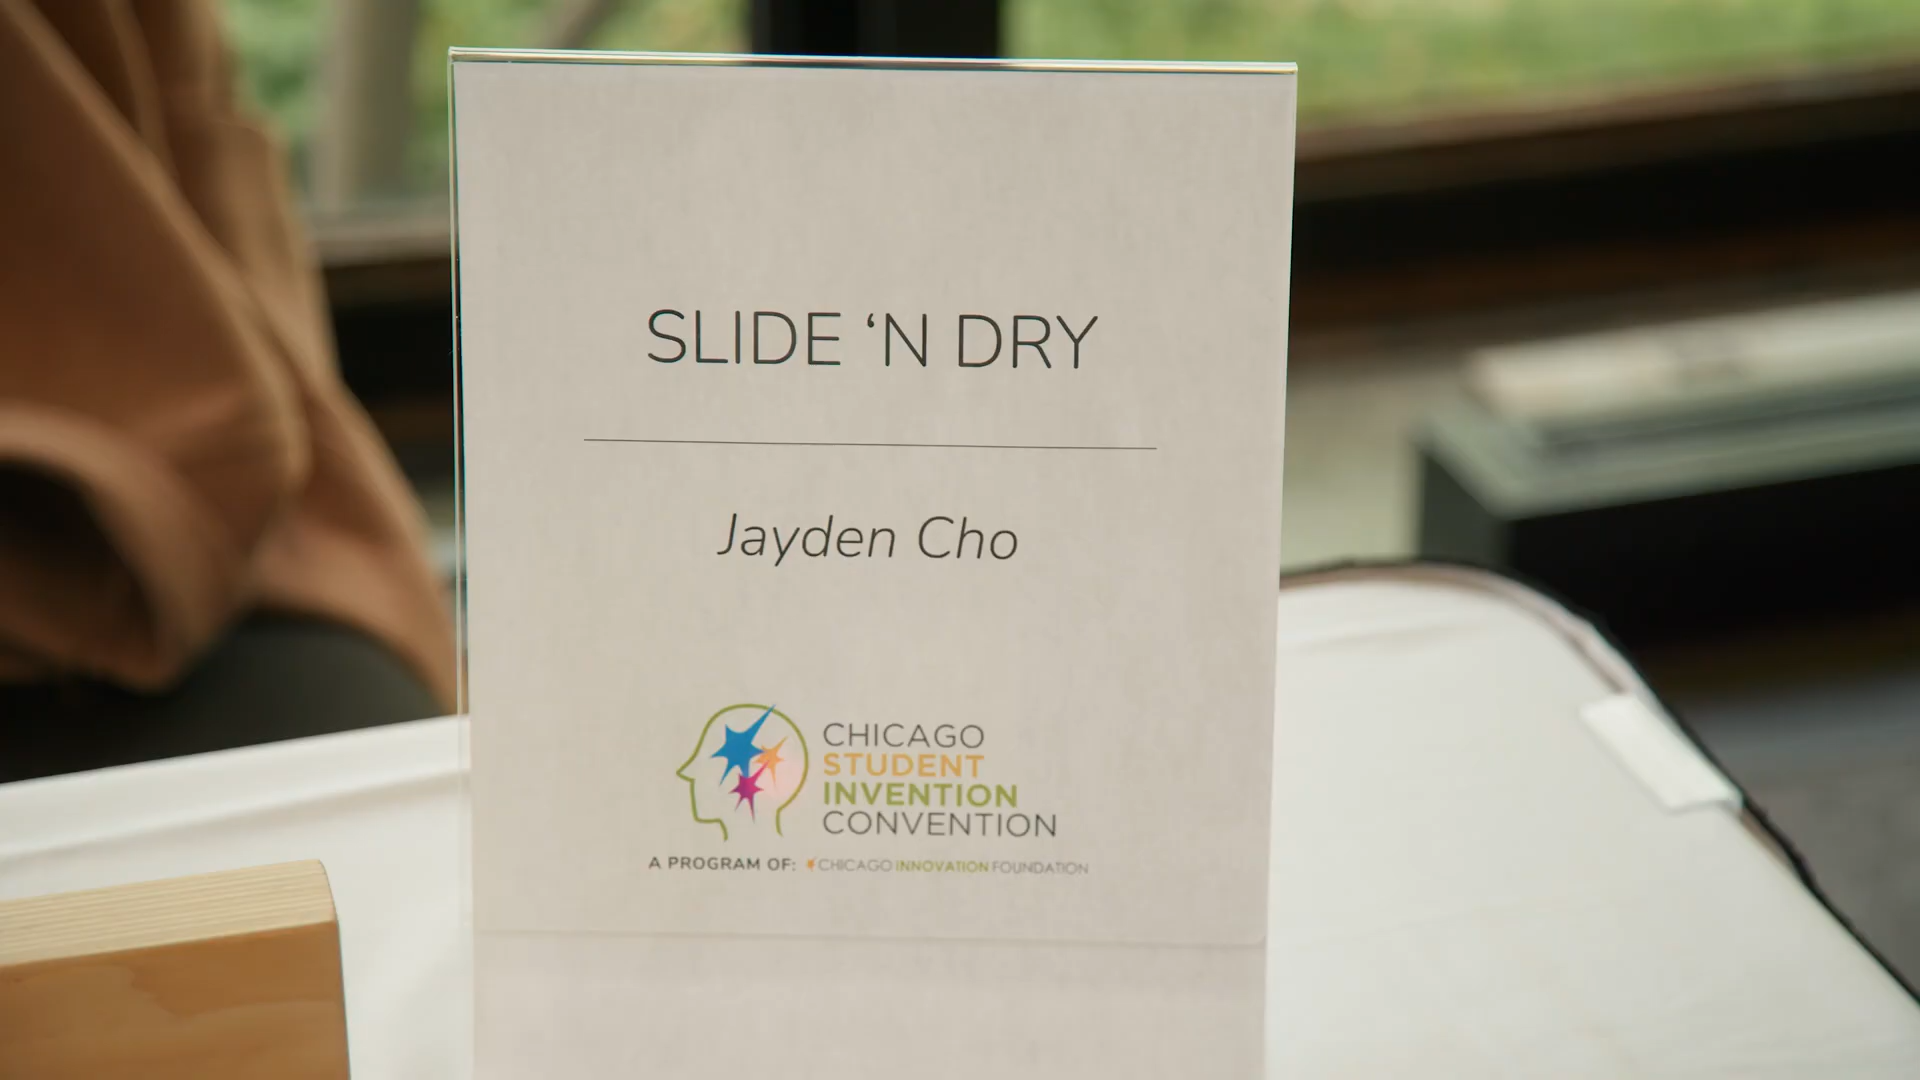 SLIDE ‘N DRY
Jayden Cho
CHICAGO
STUDENT
INVENTION
CONVENTION
A PROGRAM OF: CHICAGO INNOVATION FOUNDATION